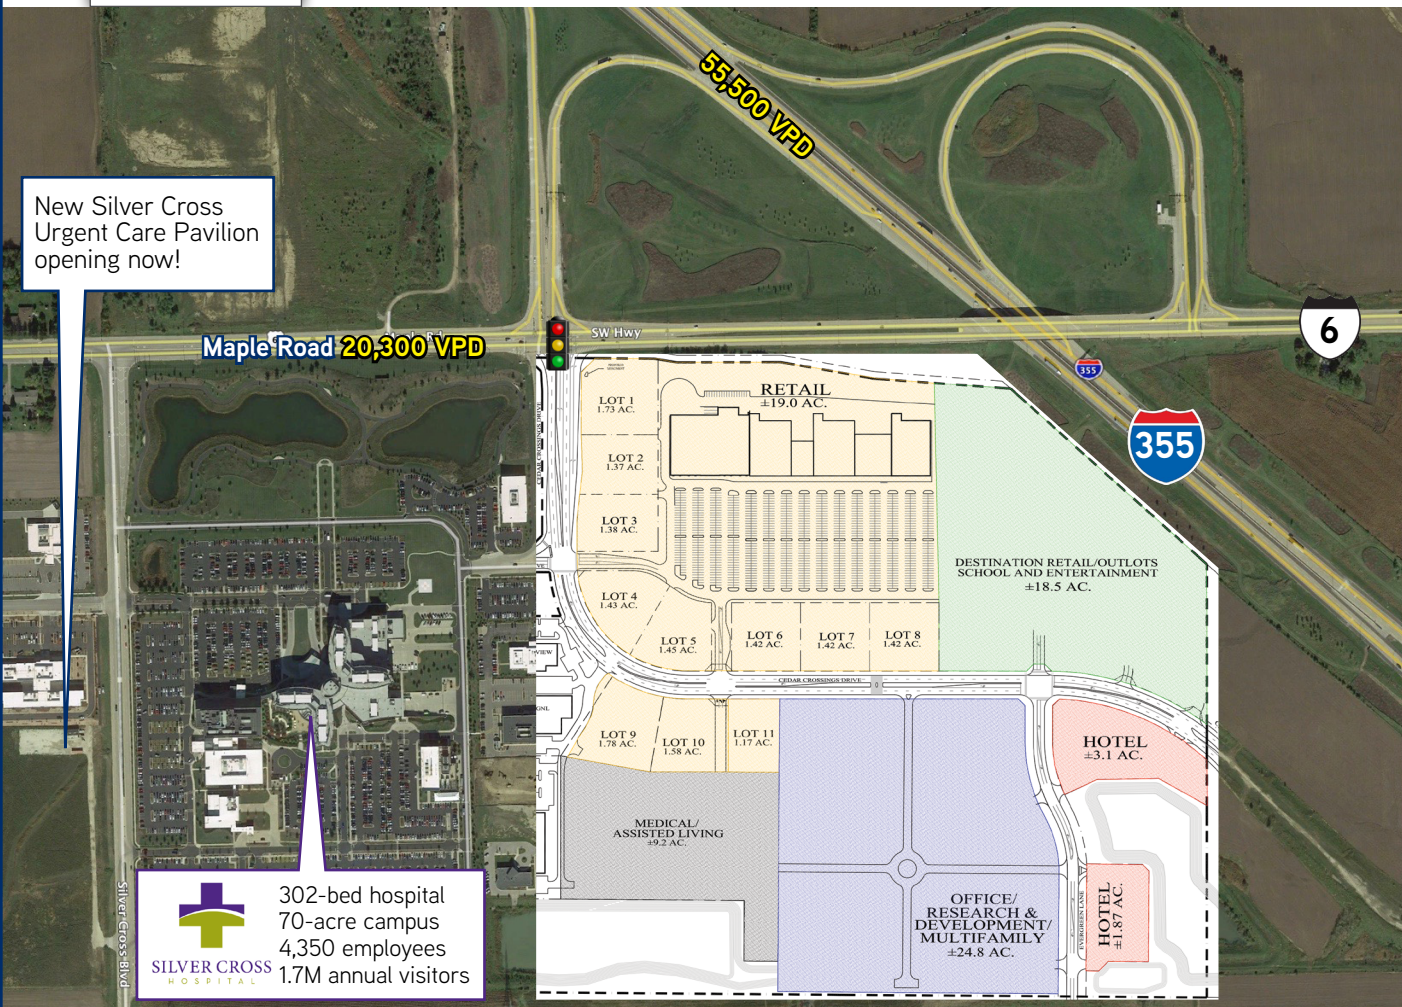 55,500 VPD
New Silver Cross
Urgent Care Pavilion
opening now!
Maple Road 20,300 VPD
SW Hwy
6
355
355
CEDAR CROSSINGS DRIVE
LOT 1
1.73 AC.
RETAIL
±19.0 AC.
LOT 2
1.37 AC.
LOT 3
1.38 AC.
DESTINATION RETAIL/OUTLOTS
SCHOOL AND ENTERTAINMENT
±18.5 AC.
LOT 4
1.43 AC.
LOT 5
1.45 AC.
LOT 6
1.42 AC.
LOT 7
1.42 AC.
LOT 8
1.42 AC.
CEDAR CROSSINGS DRIVE
LOT 9
1.78 AC.
LOT 10
1.58 AC.
LOT 11
1.17 AC.
HOTEL
±3.1 AC.
MEDICAL/
ASSISTED LIVING
±9.2 AC.
OFFICE/
RESEARCH &
DEVELOPMENT/
MULTIFAMILY
±24.8 AC.
EVERGREEN LANE
HOTEL
±1.87 AC.
Silver Cross Blvd
SILVER CROSS
HOSPITAL
302-bed hospital
70-acre campus
4,350 employees
1.7M annual visitors